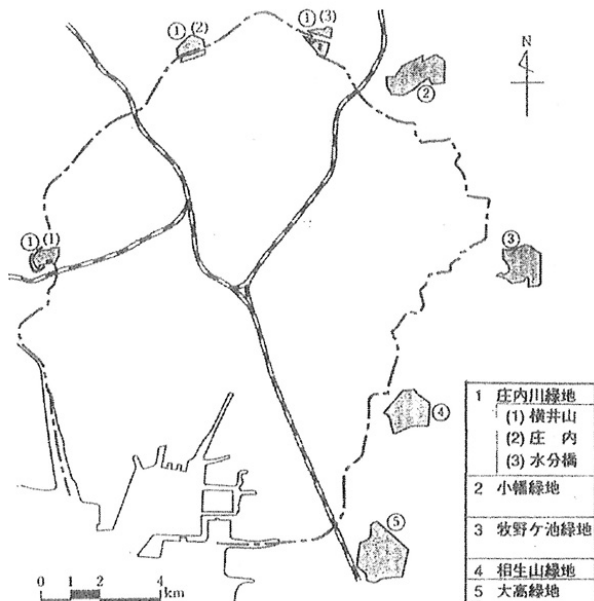 ① (2)
① (3)
N
②
① (1)
③
④
⑤
0 1 2 4
km
1 庄内川緑地
(1) 横井山
(2) 庄 内
(3) 水分橋
2 小幡緑地
3 牧野ケ池緑地
4 相生山緑地
5 大高緑地